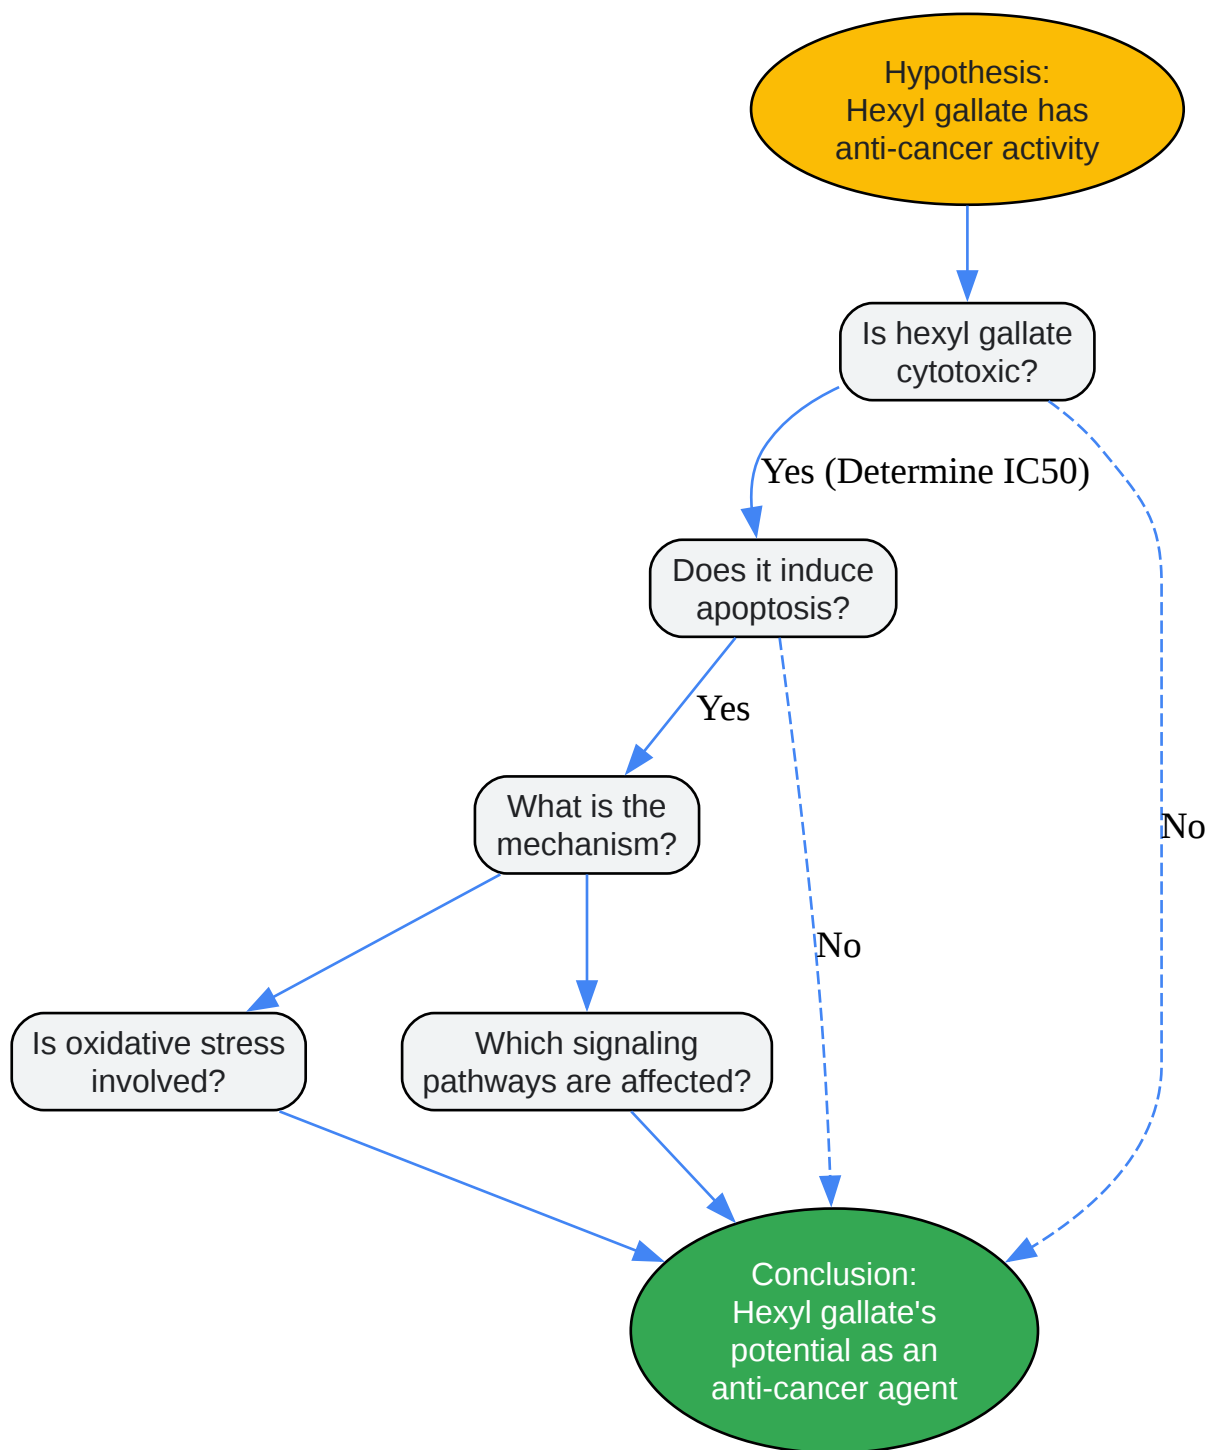 Hypothesis:
Hexyl gallate has
anti-cancer activity
Is hexyl gallate
cytotoxic?
Yes (Determine IC50)
Does it induce
apoptosis?
Yes
What is the
mechanism?
No
No
Is oxidative stress
involved?
Which signaling
pathways are affected?
Conclusion:
Hexyl gallate's
potential as an
anti-cancer agent